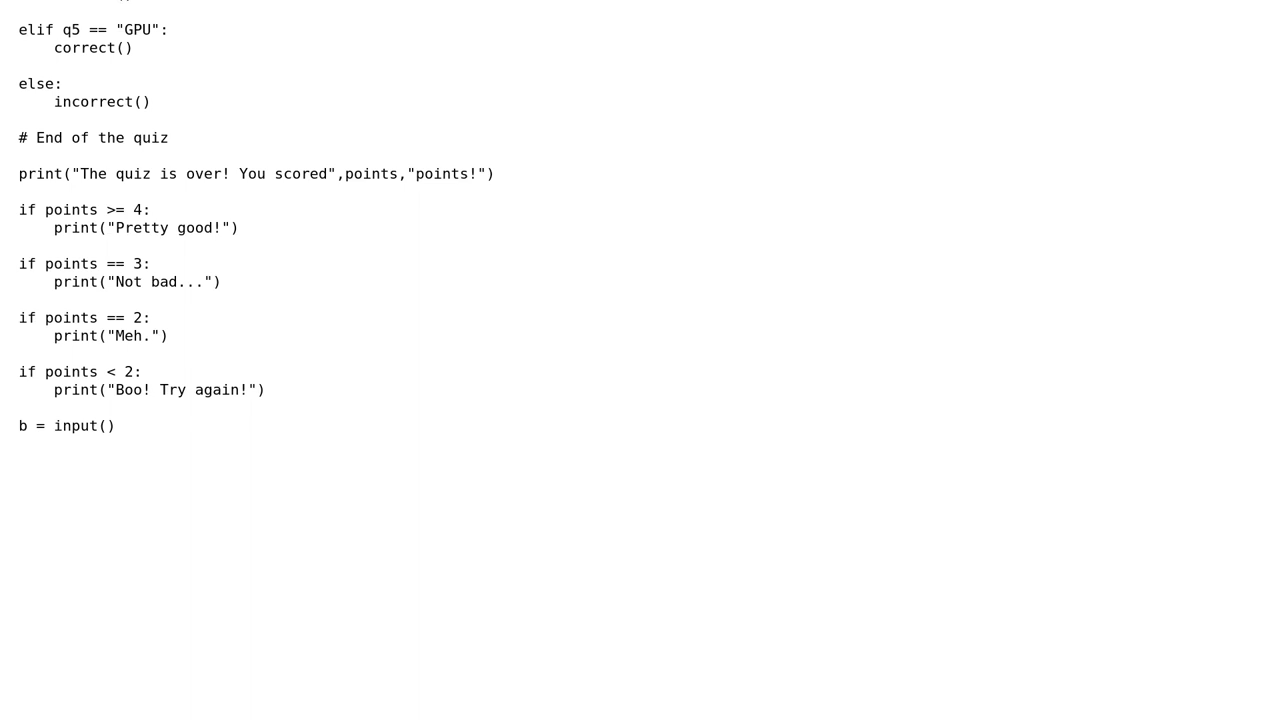 elif q5 == "GPU":
    correct()

else:
    incorrect()

# End of the quiz

print("The quiz is over! You scored",points,"points!")

if points >= 4:
    print("Pretty good!")

if points == 3:
    print("Not bad...")

if points == 2:
    print("Meh.")

if points < 2:
    print("Boo! Try again!")

b = input()